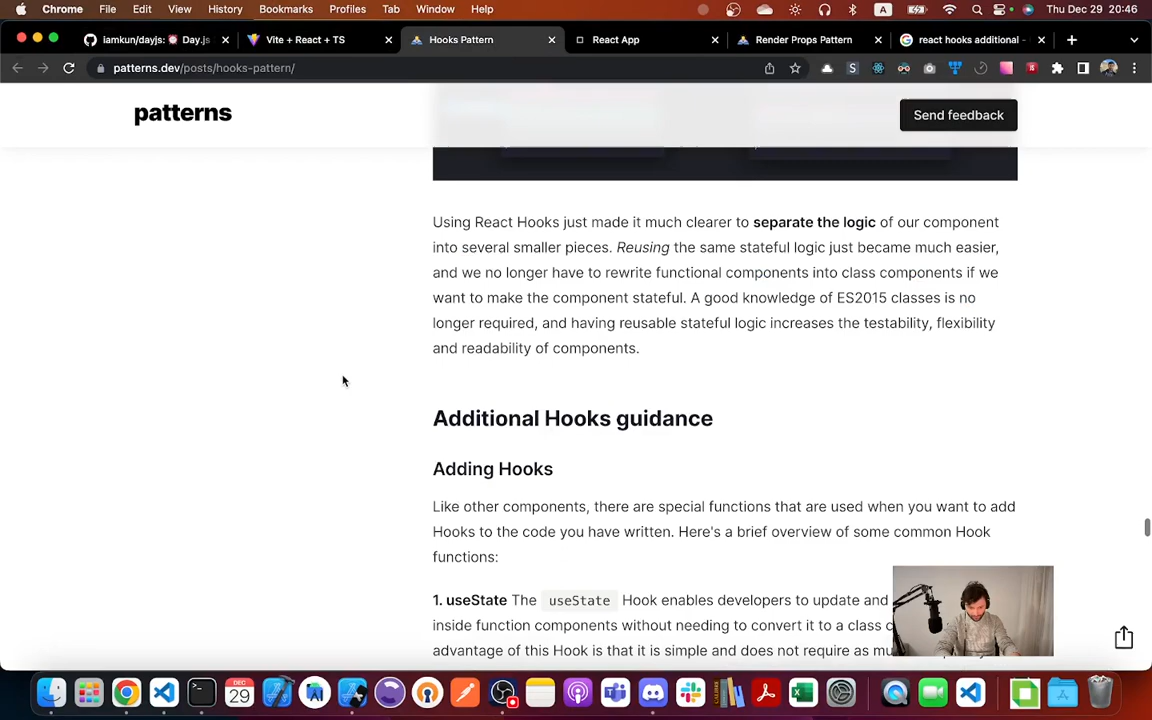 Chrome File Edit View History Bookmarks Profiles Tab Window Help A Thu Dec 29 20:46
iamkun/dayjs: Day.js Vite + React + TS Hooks Pattern React App Render Props Pattern react hooks additional -
patterns.dev/posts/hooks-pattern/
patterns
Send feedback
Using React Hooks just made it much clearer to separate the logic of our component
into several smaller pieces. Reusing the same stateful logic just became much easier,
and we no longer have to rewrite functional components into class components if we
want to make the component stateful. A good knowledge of ES2015 classes is no
longer required, and having reusable stateful logic increases the testability, flexibility
and readability of components.
Additional Hooks guidance
Adding Hooks
Like other components, there are special functions that are used when you want to add
Hooks to the code you have written. Here's a brief overview of some common Hook
functions:
1. useState The useState Hook enables developers to update and
inside function components without needing to convert it to a class
advantage of this Hook is that it is simple and does not require as
DEC
29